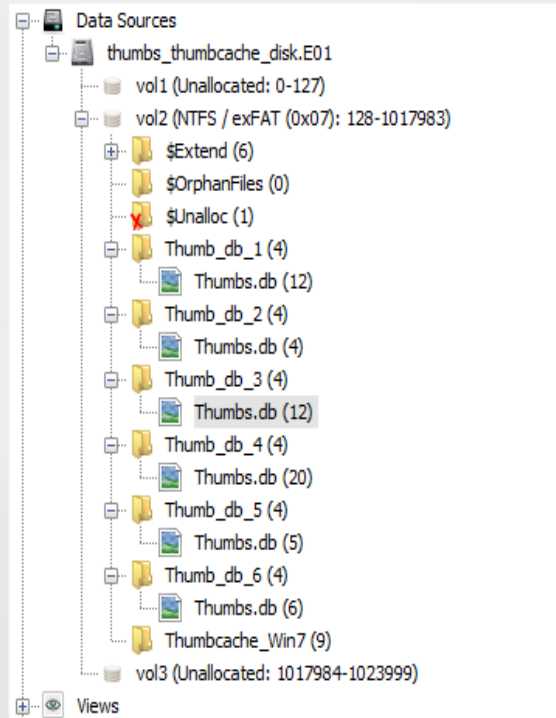 Data Sources
thumbs_thumbcache_disk.E01
vol1 (Unallocated: 0-127)
vol2 (NTFS / exFAT (0x07): 128-1017983)
$Extend (6)
$OrphanFiles (0)
$Unalloc (1)
Thumb_db_1 (4)
Thumbs.db (12)
Thumb_db_2 (4)
Thumbs.db (4)
Thumb_db_3 (4)
Thumbs.db (12)
Thumb_db_4 (4)
Thumbs.db (20)
Thumb_db_5 (4)
Thumbs.db (5)
Thumb_db_6 (4)
Thumbs.db (6)
Thumbcache_Win7 (9)
vol3 (Unallocated: 1017984-1023999)
Views